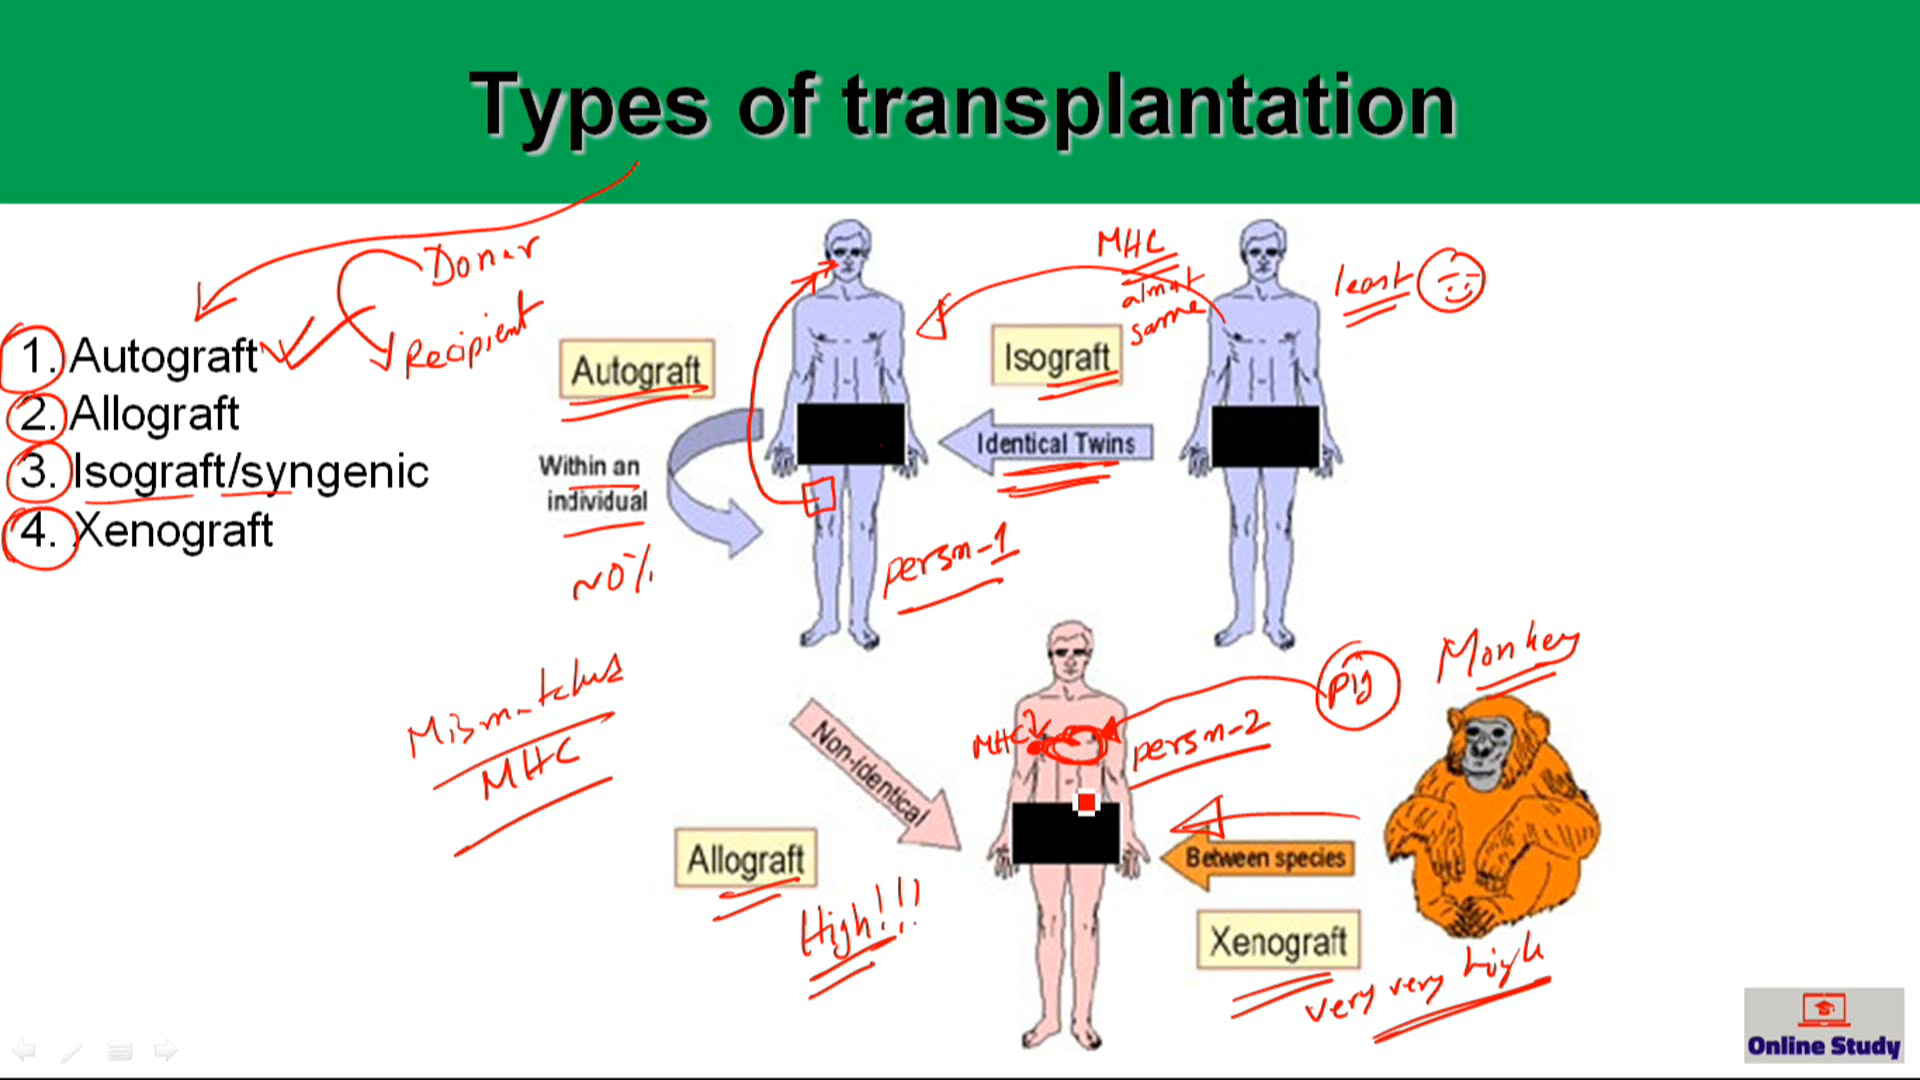 Types of transplantation
Donar
Recipient
1. Autograft
2. Allograft
3. Isograft/syngenic
4. Xenograft
Autograft
Within an
individual
~0%
MHC
almost
same
Isograft
Identical Twins
least
person-1
Mismatches
MHC
Non-identical
Allograft
High!!!
MHC
person-2
pig
Monkey
Between species
Xenograft
very very high
Online Study